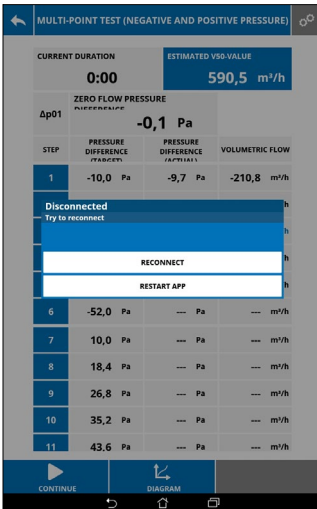 MULTI-POINT TEST (NEGATIVE AND POSITIVE PRESSURE)
CURRENT DURATION
0:00
ESTIMATED V50-VALUE
590,5 m³/h
Δp01
ZERO FLOW PRESSURE
DIFFERENCE
-0,1 Pa
STEP
PRESSURE DIFFERENCE (TARGET)
PRESSURE DIFFERENCE (ACTUAL)
VOLUMETRIC FLOW
1 -10,0 Pa -9,7 Pa -210,8 m³/h
h
Disconnected
Try to reconnect
h
h
RECONNECT
h
RESTART APP
h
6 -52,0 Pa --- Pa --- m³/h
7 10,0 Pa --- Pa --- m³/h
8 18,4 Pa --- Pa --- m³/h
9 26,8 Pa --- Pa --- m³/h
10 35,2 Pa --- Pa --- m³/h
11 43,6 Pa --- Pa --- m³/h
CONTINUE
DIAGRAM